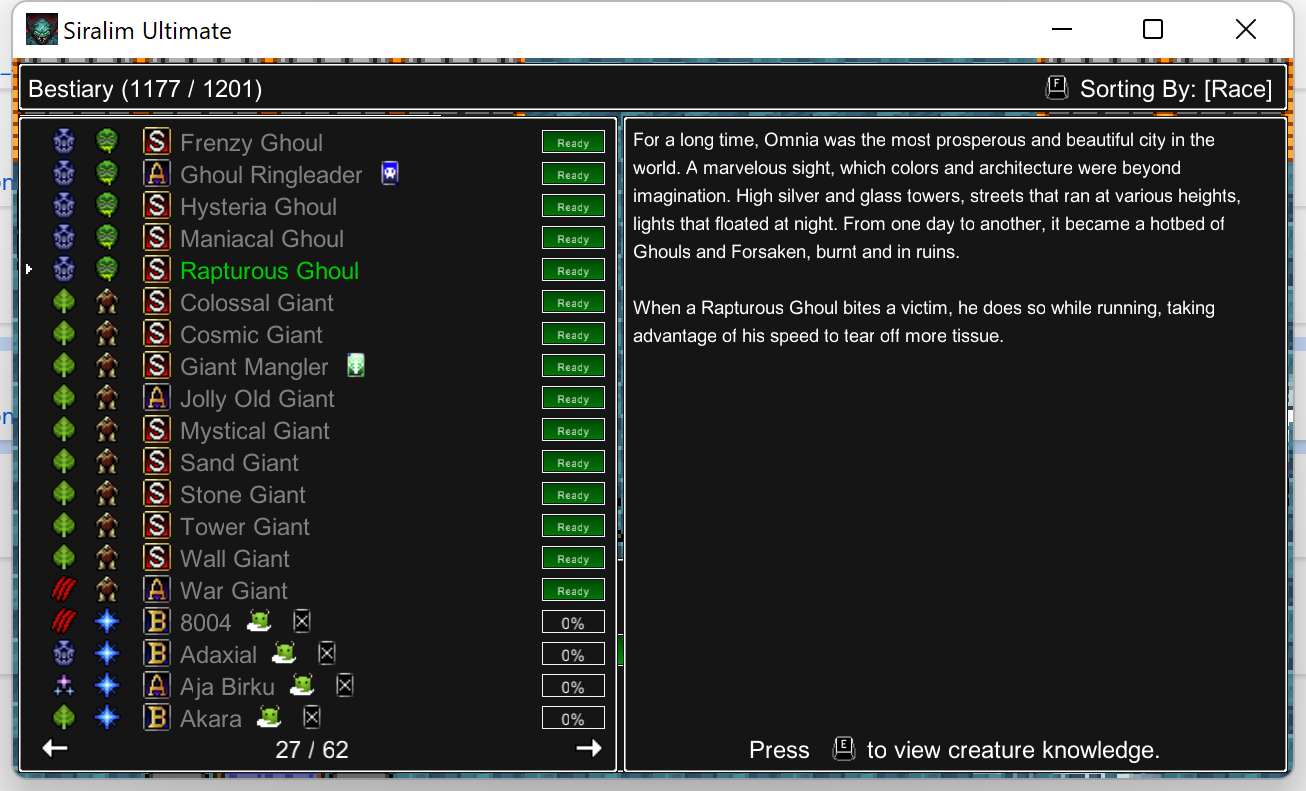 Siralim Ultimate
Bestiary (1177 / 1201)
F Sorting By: [Race]
S Frenzy Ghoul Ready
A Ghoul Ringleader Ready
S Hysteria Ghoul Ready
S Maniacal Ghoul Ready
S Rapturous Ghoul Ready
S Colossal Giant Ready
S Cosmic Giant Ready
S Giant Mangler Ready
A Jolly Old Giant Ready
S Mystical Giant Ready
S Sand Giant Ready
S Stone Giant Ready
S Tower Giant Ready
S Wall Giant Ready
A War Giant Ready
B 8004 0%
B Adaxial 0%
A Aja Birku 0%
B Akara 0%
27 / 62
For a long time, Omnia was the most prosperous and beautiful city in the
world. A marvelous sight, which colors and architecture were beyond
imagination. High silver and glass towers, streets that ran at various heights,
lights that floated at night. From one day to another, it became a hotbed of
Ghouls and Forsaken, burnt and in ruins.
When a Rapturous Ghoul bites a victim, he does so while running, taking
advantage of his speed to tear off more tissue.
Press E to view creature knowledge.